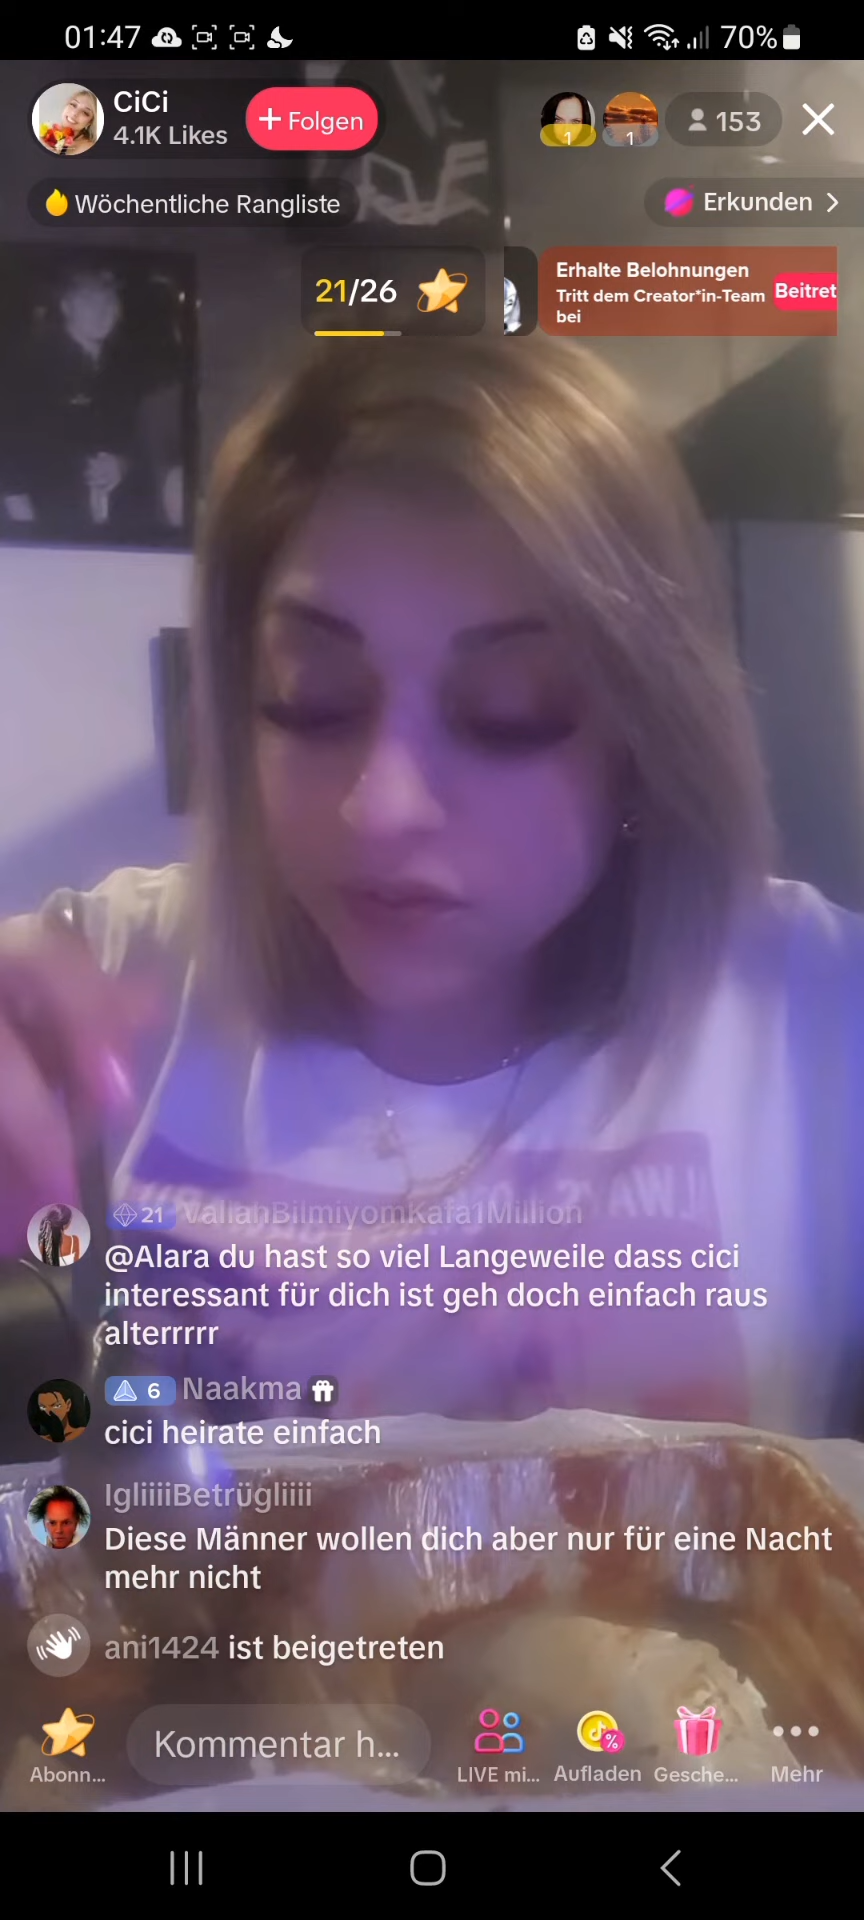 01:47
70%
CiCi
4.1K Likes
+ Folgen
1
1
153
Wöchentliche Rangliste
Erkunden
21/26
Erhalte Belohnungen
Tritt dem Creator*in-Team
bei
Beitret
21 VallahBilmiyomKafa1Million
@Alara du hast so viel Langeweile dass cici
interessant für dich ist geh doch einfach raus
alterrrrr
6 Naakma
cici heirate einfach
IgliiiiBetrügliiii
Diese Männer wollen dich aber nur für eine Nacht
mehr nicht
ani1424 ist beigetreten
Kommentar h...
Abonn...
LIVE mi...
Aufladen
Gesche...
Mehr